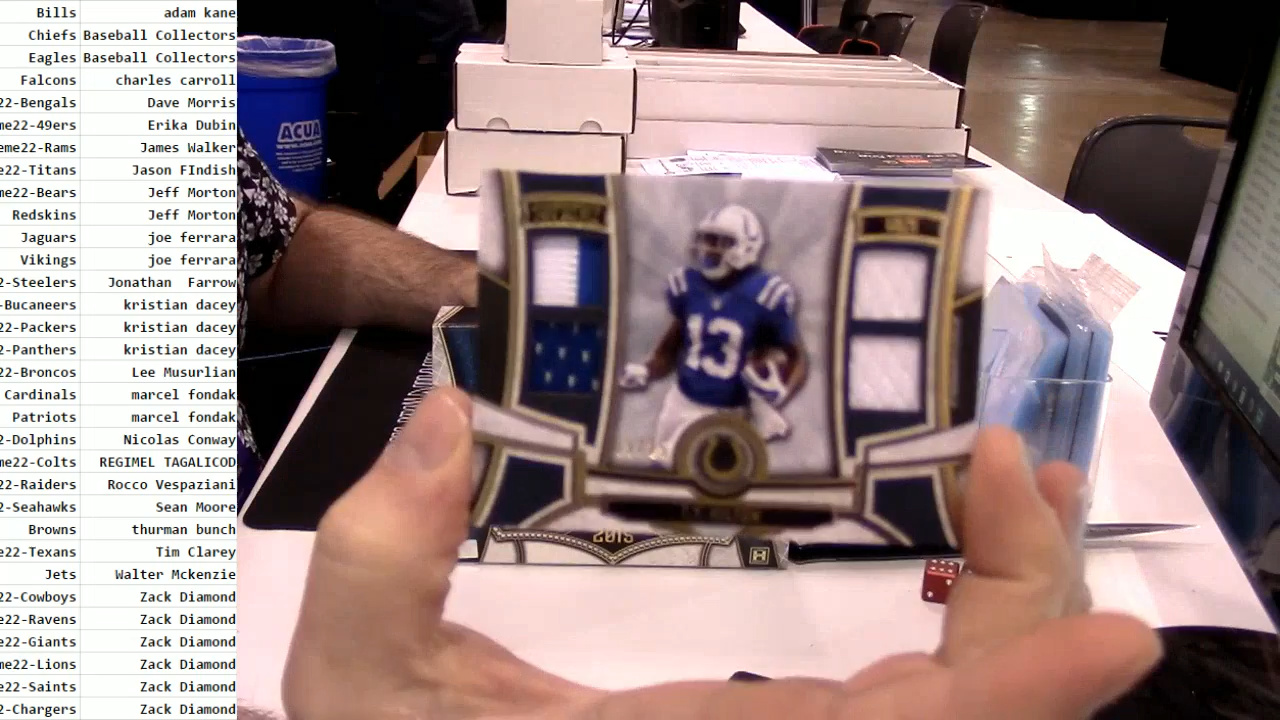 Bills adam kane
Chiefs Baseball Collectors
Eagles Baseball Collectors
Falcons charles carroll
22-Bengals Dave Morris
me22-49ers Erika Dubin
eme22-Rams James Walker
e22-Titans Jason FIndish
me22-Bears Jeff Morton
Redskins Jeff Morton
Jaguars joe ferrara
Vikings joe ferrara
2-Steelers Jonathan Farrow
Bucaneers kristian dacey
22-Packers kristian dacey
2-Panthers kristian dacey
22-Broncos Lee Musurlian
Cardinals marcel fondak
Patriots marcel fondak
2-Dolphins Nicolas Conway
me22-Colts REGIMEL TAGALICOD
22-Raiders Rocco Vespaziani
2-Seahawks Sean Moore
Browns thurman bunch
e22-Texans Tim Clarey
Jets Walter Mckenzie
22-Cowboys Zack Diamond
e22-Ravens Zack Diamond
e22-Giants Zack Diamond
me22-Lions Zack Diamond
e22-Saints Zack Diamond
2-Chargers Zack Diamond
ACUA
13
2015
H